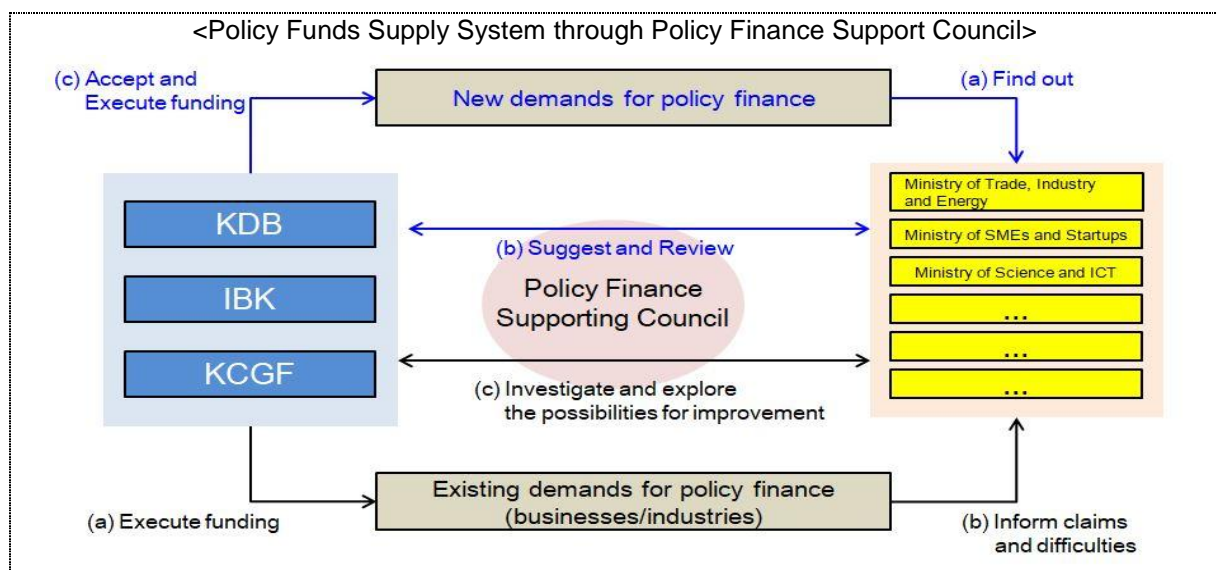 <Policy Funds Supply System through Policy Finance Support Council>
(c) Accept and
Execute funding
New demands for policy finance
(a) Find out
KDB
IBK
KCGF
(b) Suggest and Review
Policy Finance
Supporting Council
(c) Investigate and explore
the possibilities for improvement
Ministry of Trade, Industry
and Energy
Ministry of SMEs and Startups
Ministry of Science and ICT
...
...
...
(a) Execute funding
Existing demands for policy finance
(businesses/industries)
(b) Inform claims
and difficulties